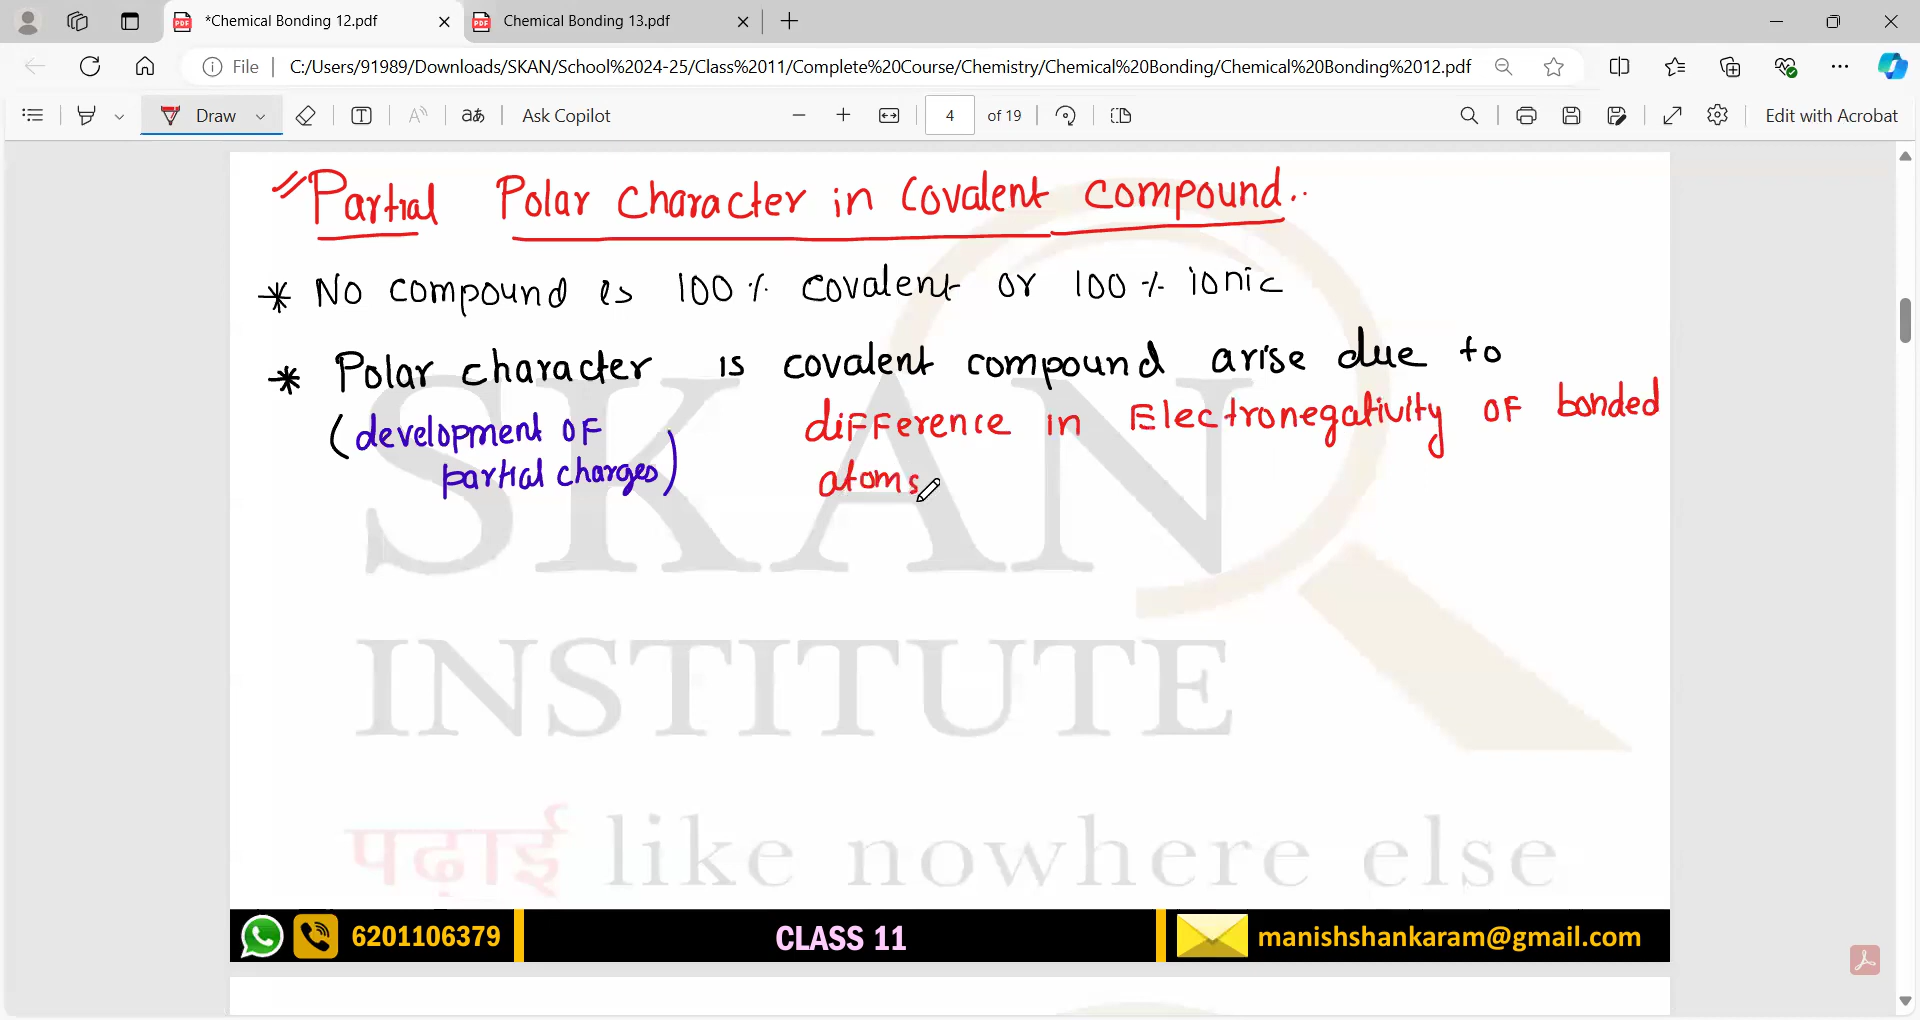 *Chemical Bonding 12.pdf
Chemical Bonding 13.pdf
File
C:/Users/91989/Downloads/SKAN/School%2024-25/Class%2011/Complete%20Course/Chemistry/Chemical%20Bonding/Chemical%20Bonding%2012.pdf
Draw
aあ
Ask Copilot
4 of 19
Edit with Acrobat
Partial Polar character in Covalent compound..
* No compound is 100% covalent or 100% ionic
* Polar character is covalent compound arise due to
(development of
partial charges)
difference in Electronegativity of bonded
atoms
SKAN
INSTITUTE
पढ़ाई like nowhere else
6201106379
CLASS 11
manishshankaram@gmail.com